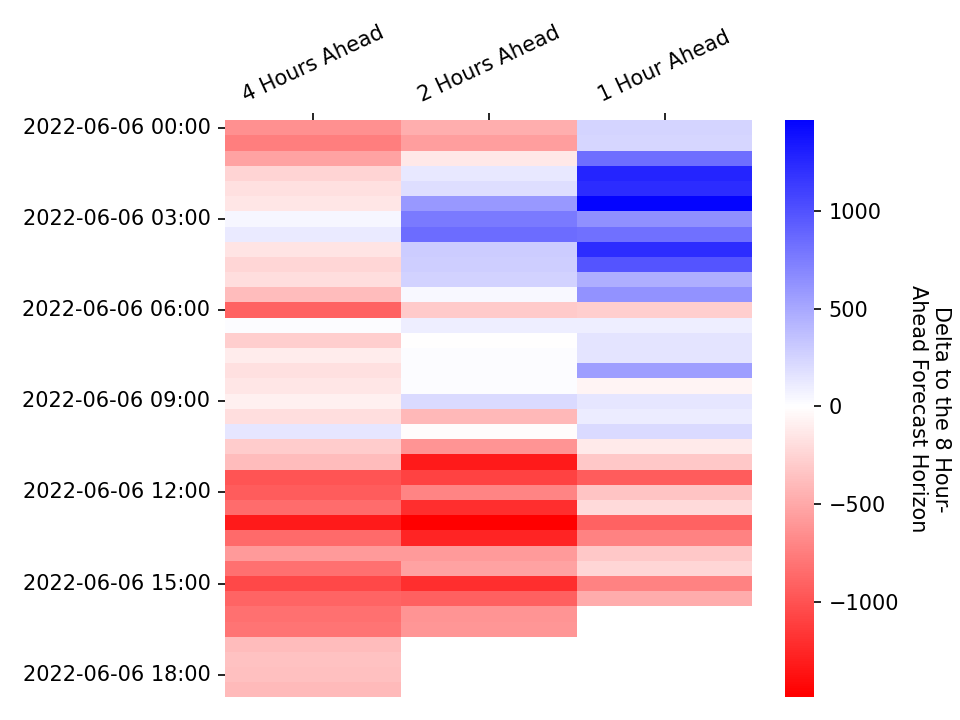 4 Hours Ahead
2 Hours Ahead
1 Hour Ahead
2022-06-06 00:00
2022-06-06 03:00
2022-06-06 06:00
2022-06-06 09:00
2022-06-06 12:00
2022-06-06 15:00
2022-06-06 18:00
1000
500
0
−500
−1000
Delta to the 8 Hour-
Ahead Forecast Horizon